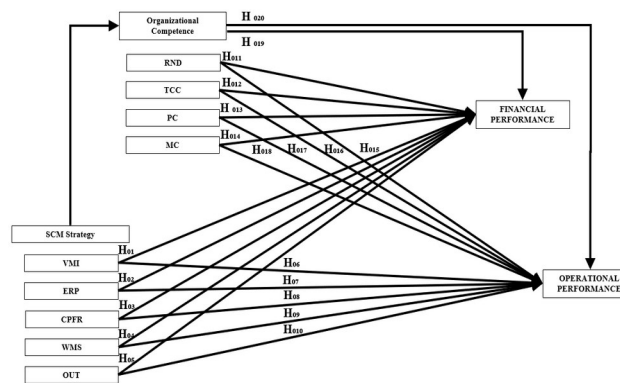 H 020
Organizational
Competence
H 019
RND
H011
TCC
H012
PC
H 013
MC
H014
H018
H017
H016
H015
FINANCIAL
PERFORMANCE
SCM Strategy
H01
VMI
H06
H02
ERP
H07
OPERATIONAL
PERFORMANCE
H03
CPFR
H08
H04
WMS
H09
H05
OUT
H010